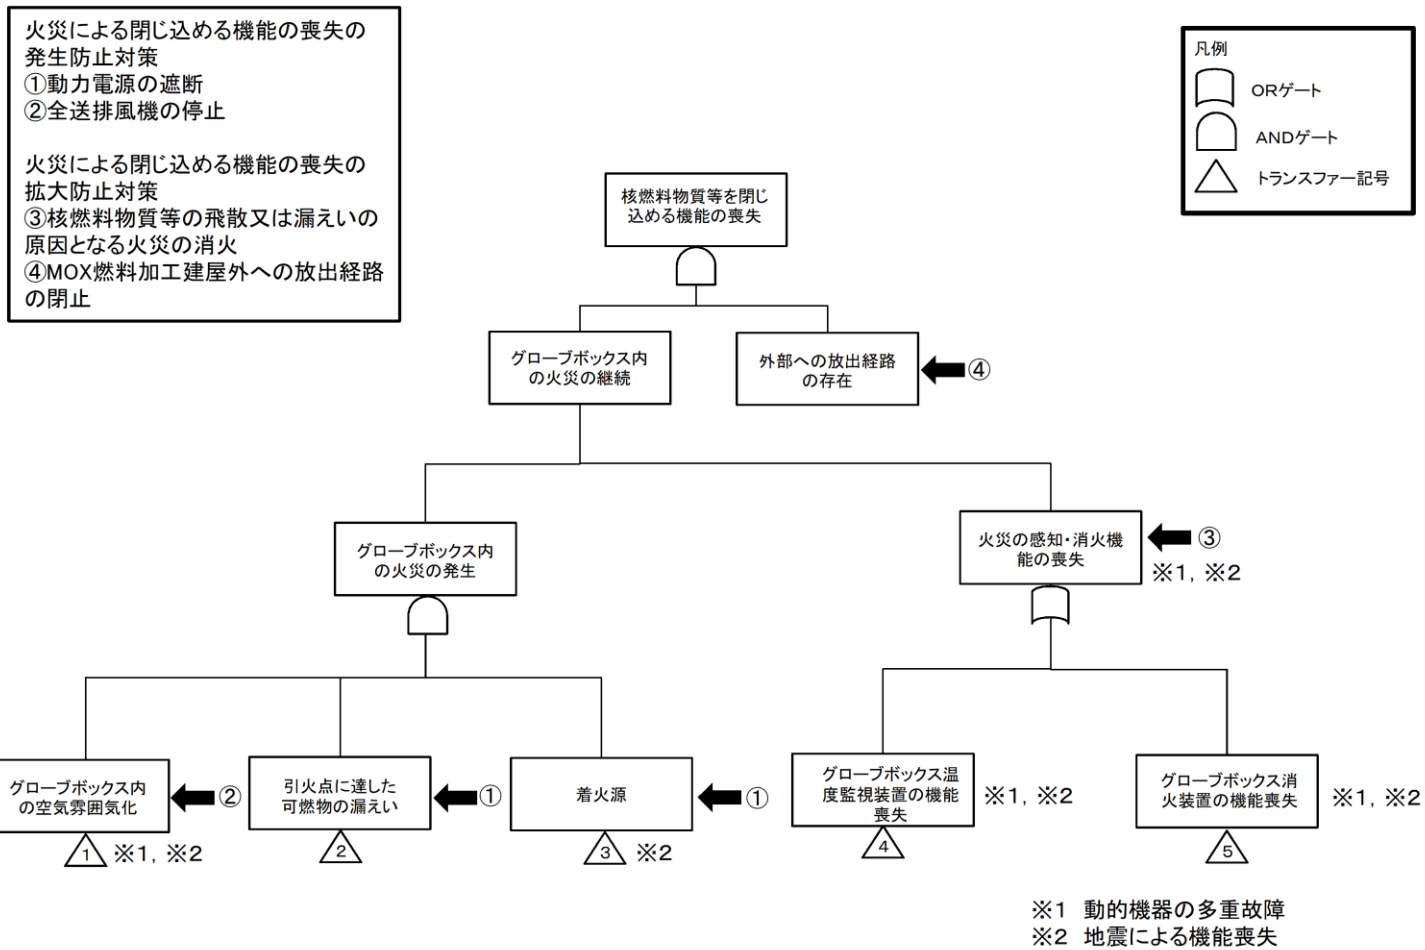 火災による閉じ込める機能の喪失の
発生防止対策
①動力電源の遮断
②全送排風機の停止
火災による閉じ込める機能の喪失の
拡大防止対策
③核燃料物質等の飛散又は漏えいの
原因となる火災の消火
④MOX燃料加工建屋外への放出経路
の閉止
凡例
ORゲート
ANDゲート
トランスファー記号
核燃料物質等を閉じ
込める機能の喪失
グローブボックス内
の火災の継続
外部への放出経路
の存在
④
グローブボックス内
の火災の発生
火災の感知・消火機
能の喪失
③
※1, ※2
グローブボックス内
の空気雰囲気化
②
1
※1, ※2
引火点に達した
可燃物の漏えい
①
2
着火源
①
3
※2
グローブボックス温
度監視装置の機能
喪失
※1, ※2
4
グローブボックス消
火装置の機能喪失
※1, ※2
5
※1 動的機器の多重故障
※2 地震による機能喪失